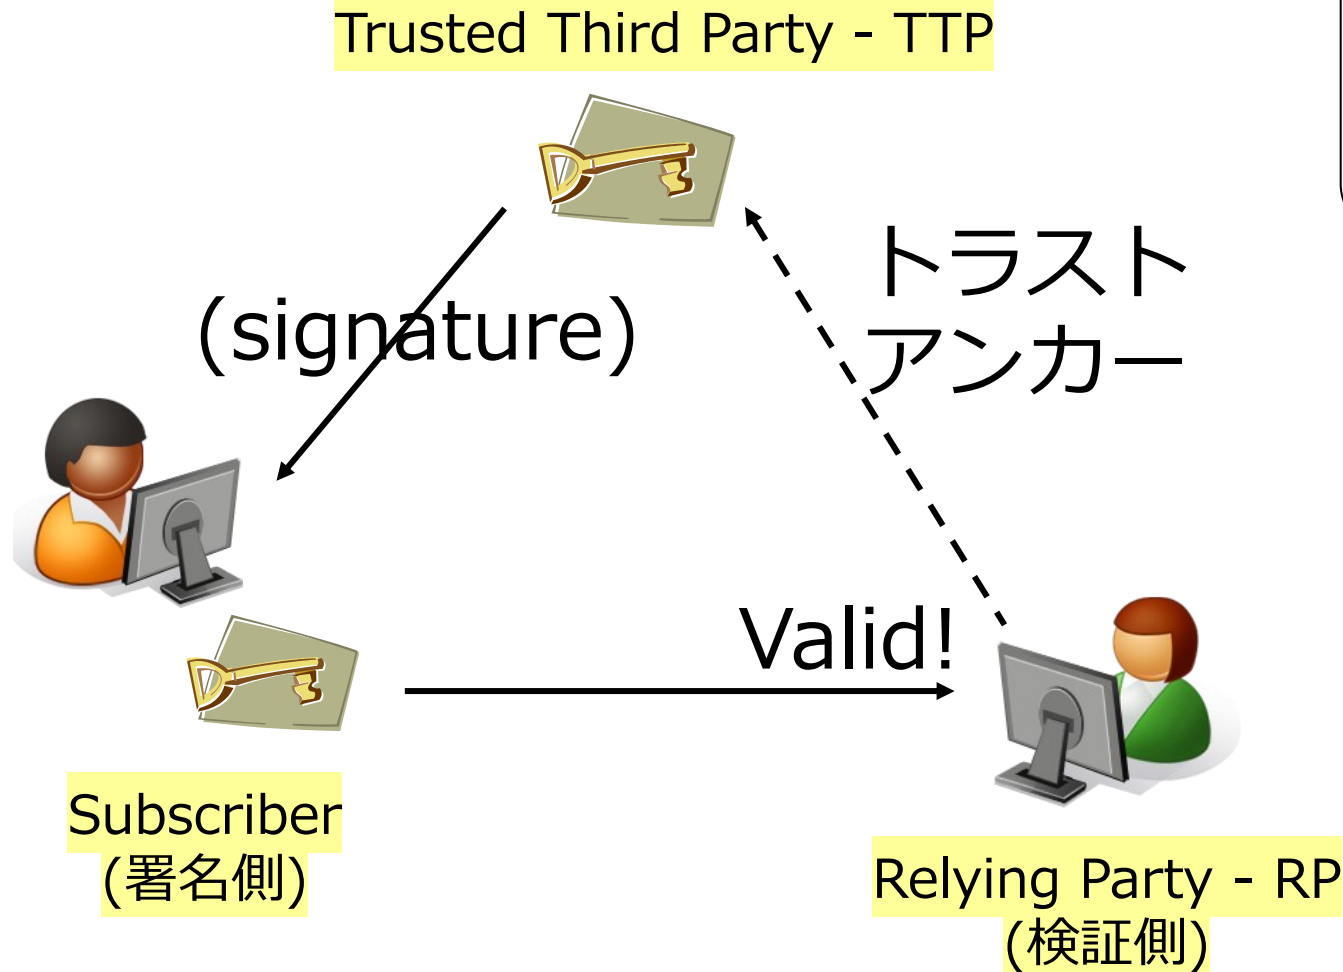 Trusted Third Party - TTP
トラスト
アンカー
(signature)
Valid!
Subscriber
(署名側)
Relying Party - RP
(検証側)